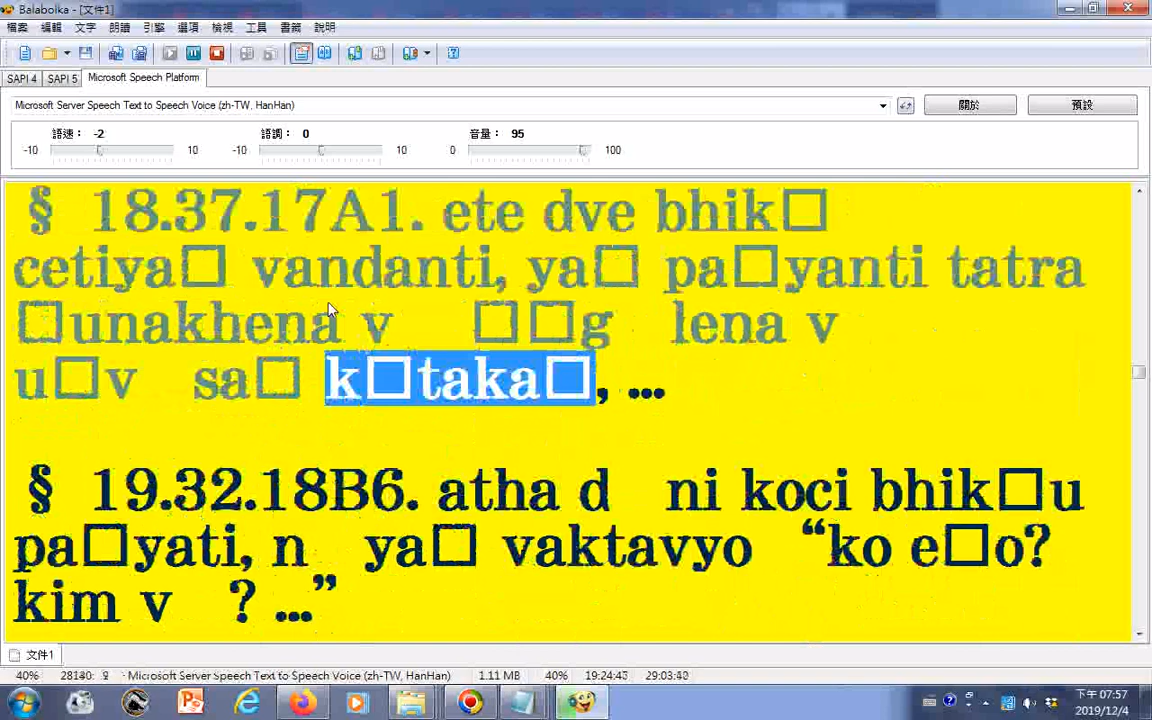 Balabolka - [文件1]
檔案 編輯 文字 朗讀 引擎 選項 檢視 工具 書籤 說明
SAPI 4 SAPI 5 Microsoft Speech Platform
Microsoft Server Speech Text to Speech Voice (zh-TW, HanHan) 關於 預設
語速： -2 語調： 0 音量： 95
-10 10 -10 10 0 100
§ 18.37.17A1. ete dve bhik□
cetiya□ vandanti, ya□ pa□yanti tatra
□unakhena v □□g lena v
u□v sa□ k□taka□, ...
§ 19.32.18B6. atha d ni koci bhik□u
pa□yati, n ya□ vaktavyo “ko e□o?
kim v ? ...”
文件1
40% Microsoft Server Speech Text to Speech Voice (zh-TW, HanHan) 1.11 MB 40% 19:24:43 29:03:40
下午 07:57
2019/12/4